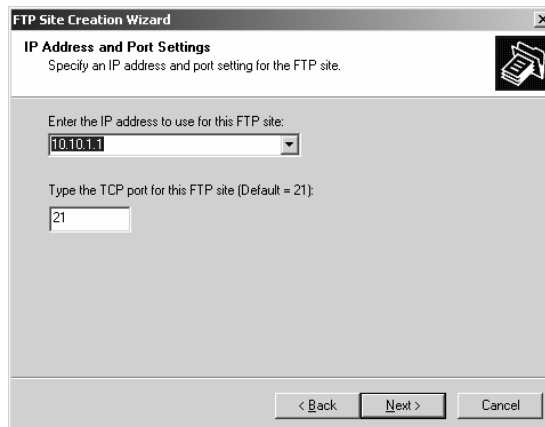 FTP Site Creation Wizard
IP Address and Port Settings
Specify an IP address and port setting for the FTP site.
Enter the IP address to use for this FTP site:
10.10.1.1
Type the TCP port for this FTP site (Default = 21):
21
< Back
Next >
Cancel